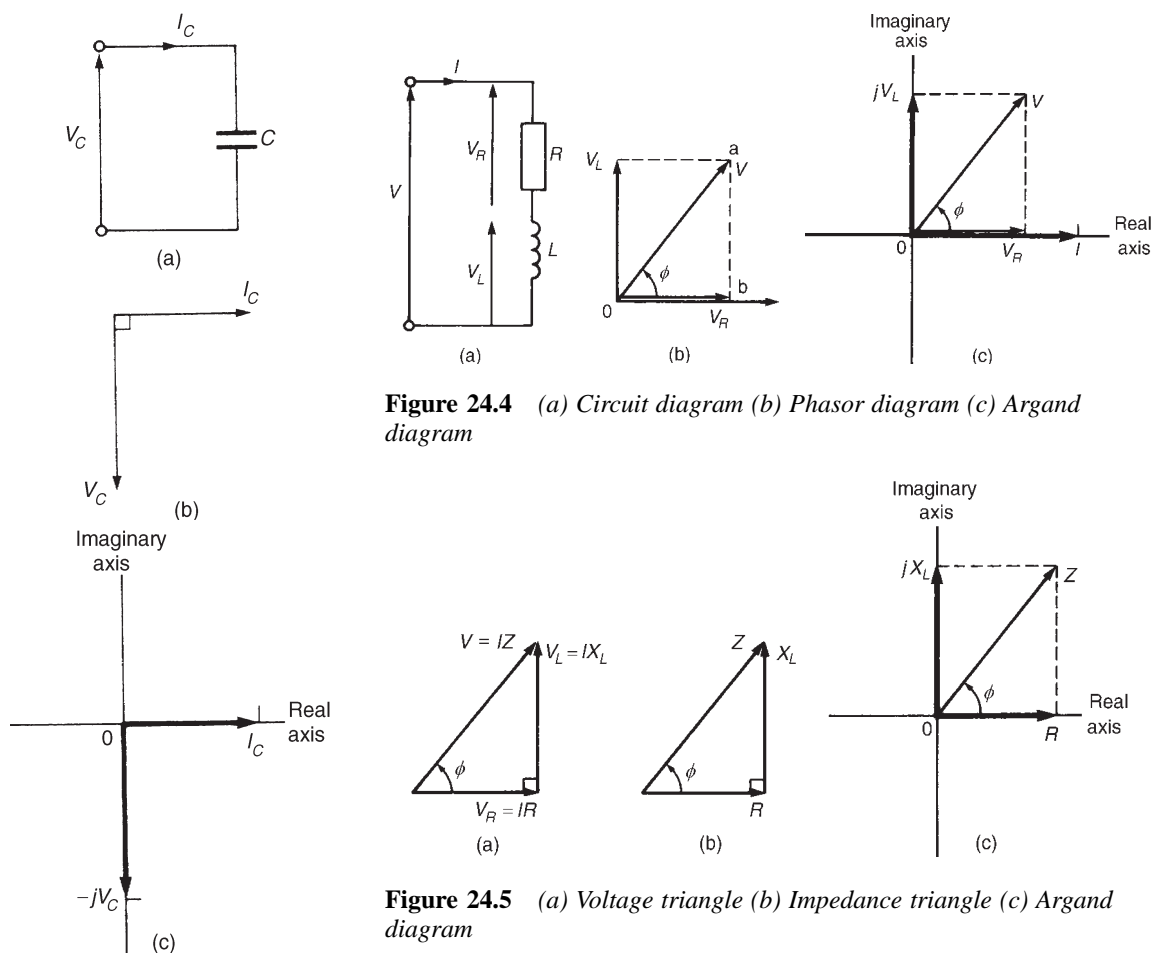 I_C
V_C
C
(a)
I_C
V_C
(b)
Imaginary
axis
0
I_C
Real
axis
−jV_C
(c)
I
V
V_R
R
V_L
L
(a)
V_L
a
V
ϕ
0
b
V_R
(b)
Imaginary
axis
jV_L
V
ϕ
0
V_R
I
Real
axis
(c)
Figure 24.4 (a) Circuit diagram (b) Phasor diagram (c) Argand
diagram
V = IZ
V_L = IX_L
ϕ
V_R = IR
(a)
Z
X_L
ϕ
R
(b)
Imaginary
axis
jX_L
Z
ϕ
0
R
Real
axis
(c)
Figure 24.5 (a) Voltage triangle (b) Impedance triangle (c) Argand
diagram